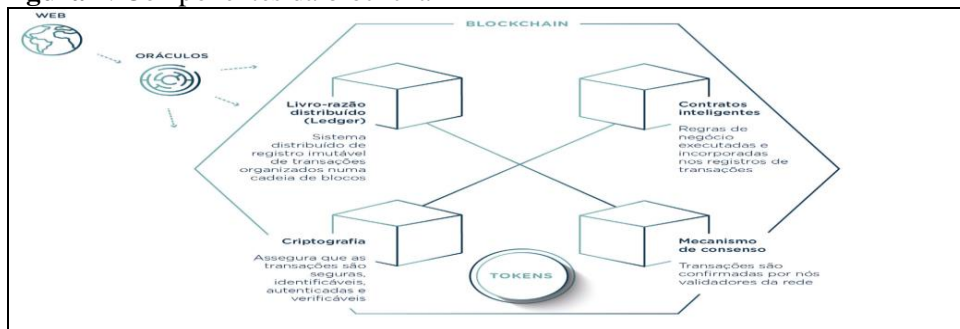 WEB
BLOCKCHAIN
ORÁCULOS
Livro-razão
distribuído
(Ledger)
Sistema
distribuído de
registro imutável
de transações
organizados numa
cadeia de blocos
Contratos
inteligentes
Regras de
negócio
executadas e
incorporadas
nos registros de
transações
Criptografia
Assegura que as
transações são
seguras,
identificáveis,
autenticadas e
verificáveis
TOKENS
Mecanismo
de consenso
Transações são
confirmadas por nós
validadores da rede